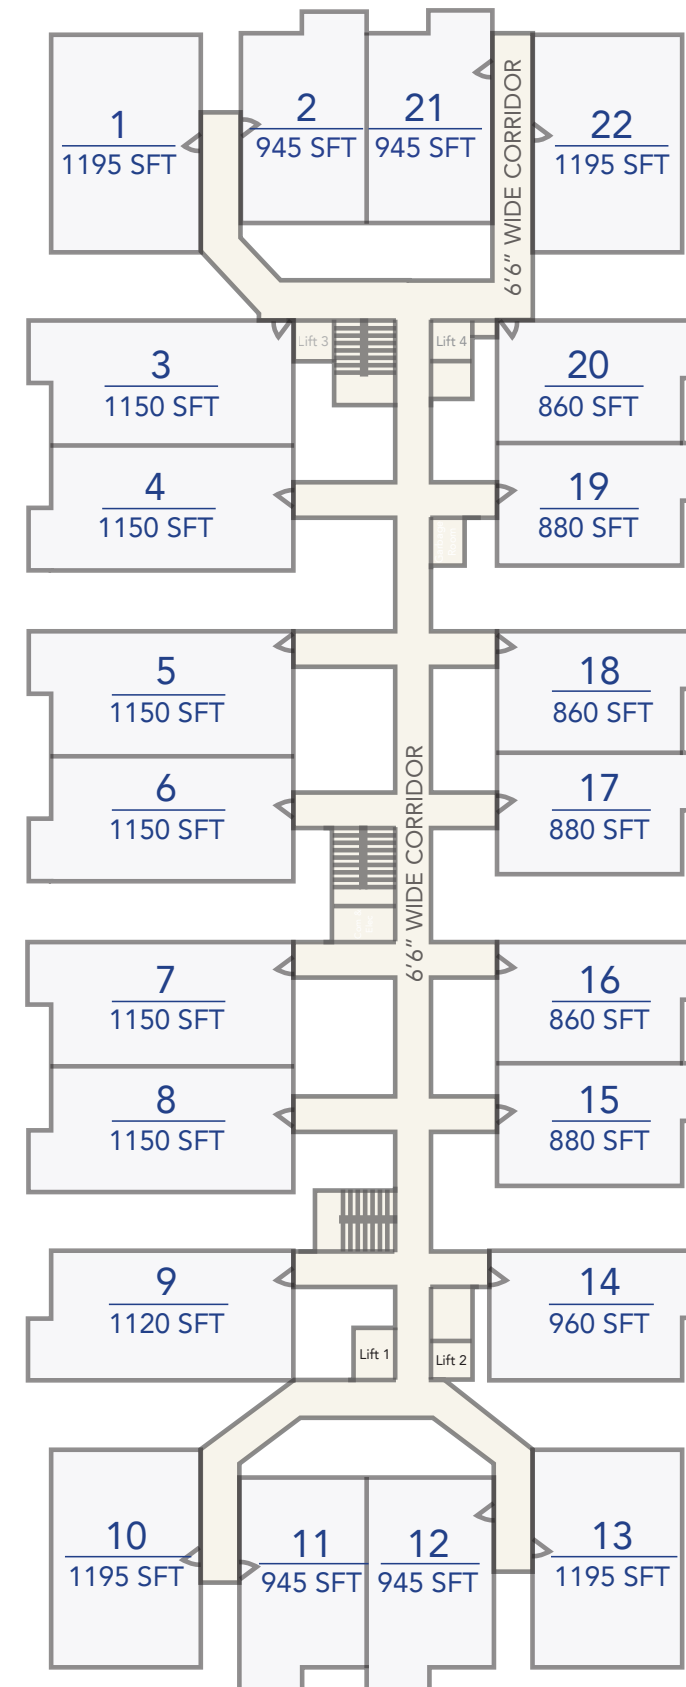 1
1195 SFT
2
945 SFT
21
945 SFT
22
1195 SFT
6'6" WIDE CORRIDOR
Lift 3
Lift 4
3
1150 SFT
20
860 SFT
4
1150 SFT
19
880 SFT
5
1150 SFT
18
860 SFT
6
1150 SFT
17
880 SFT
6'6" WIDE CORRIDOR
7
1150 SFT
16
860 SFT
8
1150 SFT
15
880 SFT
9
1120 SFT
14
960 SFT
Lift 1
Lift 2
10
1195 SFT
11
945 SFT
12
945 SFT
13
1195 SFT